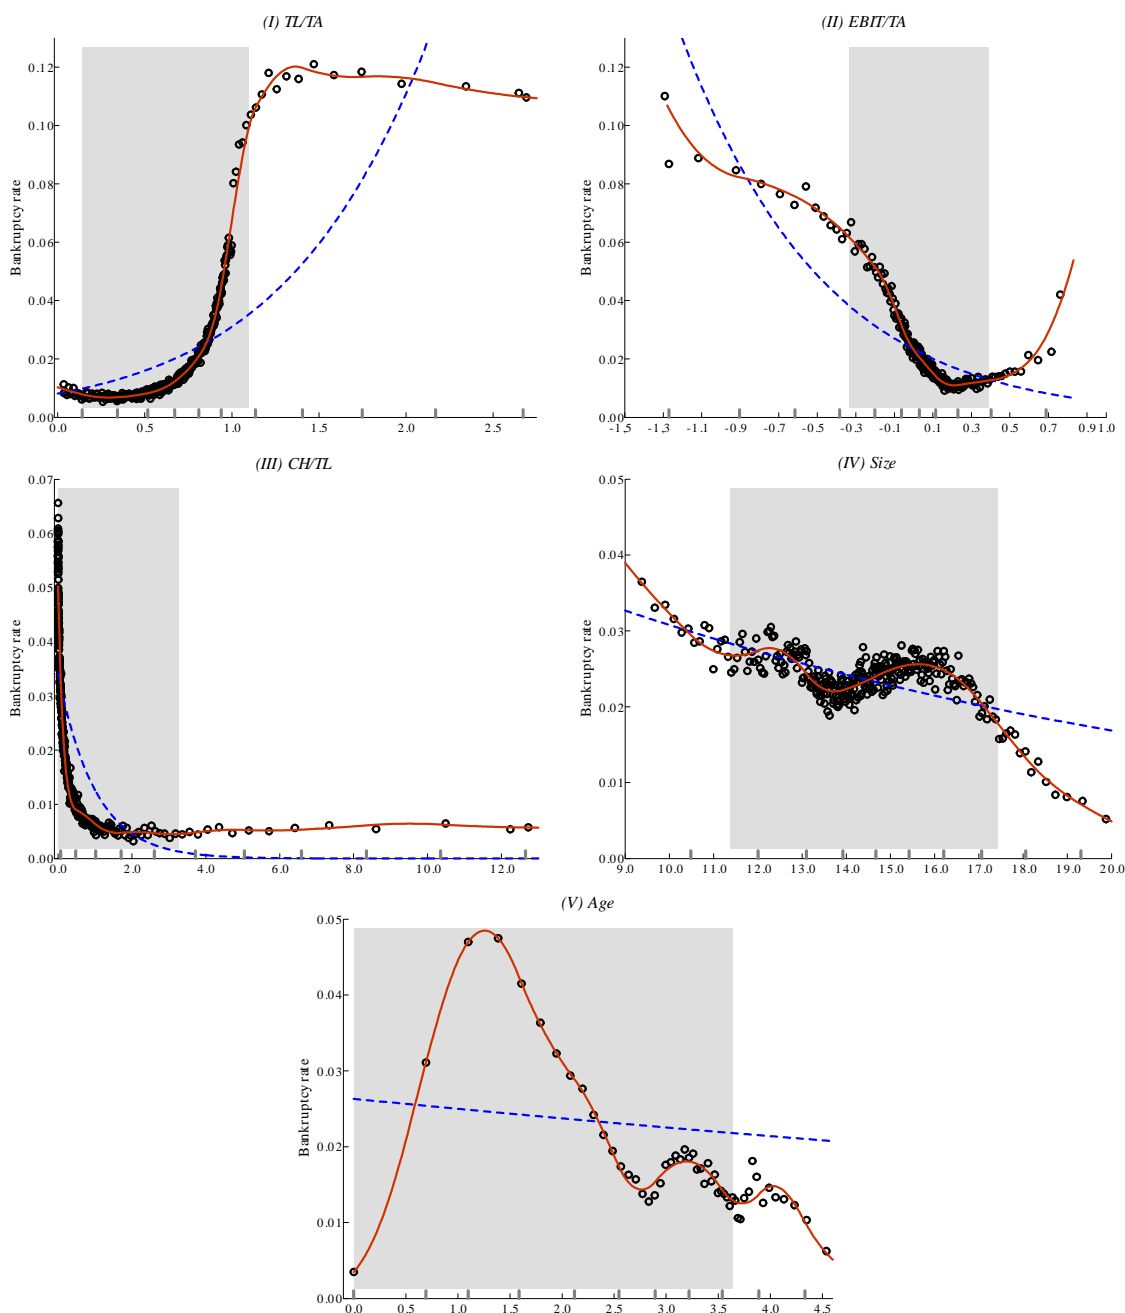 (I) TL/TA
Bankruptcy rate
0.12
0.10
0.08
0.06
0.04
0.02
0.00
0.0 0.5 1.0 1.5 2.0 2.5
(II) EBIT/TA
Bankruptcy rate
0.12
0.10
0.08
0.06
0.04
0.02
0.00
-1.5 -1.3 -1.1 -0.9 -0.7 -0.5 -0.3 -0.1 0.1 0.3 0.5 0.7 0.9 1.0
(III) CH/TL
Bankruptcy rate
0.07
0.06
0.05
0.04
0.03
0.02
0.01
0.00
0.0 2.0 4.0 6.0 8.0 10.0 12.0
(IV) Size
Bankruptcy rate
0.05
0.04
0.03
0.02
0.01
0.00
9.0 10.0 11.0 12.0 13.0 14.0 15.0 16.0 17.0 18.0 19.0 20.0
(V) Age
Bankruptcy rate
0.05
0.04
0.03
0.02
0.01
0.00
0.0 0.5 1.0 1.5 2.0 2.5 3.0 3.5 4.0 4.5